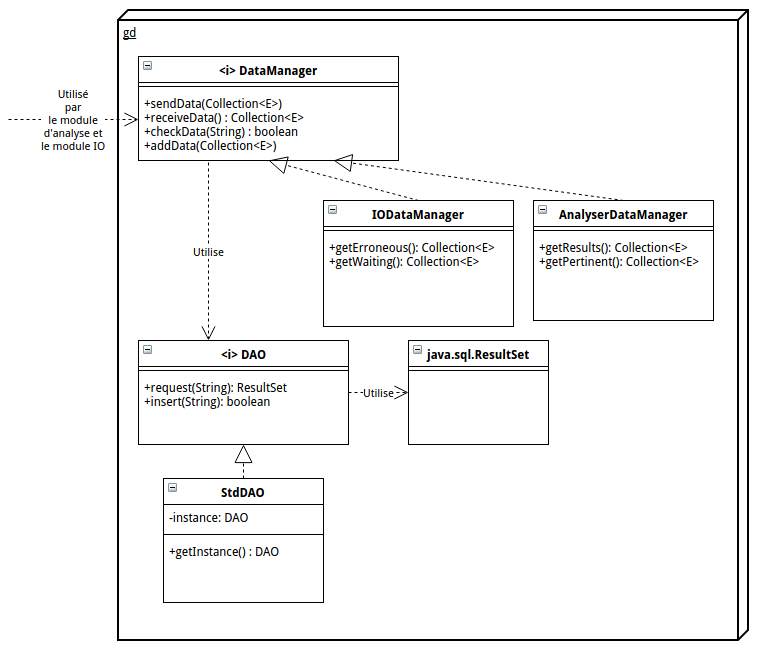 gd
<i> DataManager
+sendData(Collection<E>)
+receiveData() : Collection<E>
+checkData(String) : boolean
+addData(Collection<E>)
Utilisé
par
le module
d'analyse et
le module IO
IODataManager
+getErroneous(): Collection<E>
+getWaiting(): Collection<E>
AnalyserDataManager
+getResults(): Collection<E>
+getPertinent(): Collection<E>
Utilise
<i> DAO
+request(String): ResultSet
+insert(String): boolean
Utilise
java.sql.ResultSet
StdDAO
-instance: DAO
+getInstance() : DAO